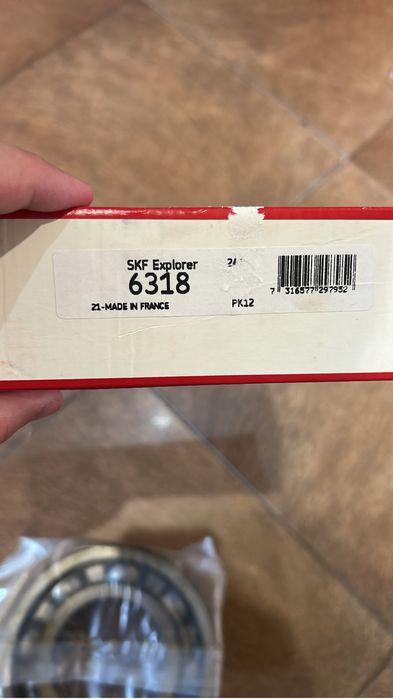 SKF Explorer
6318
21-MADE IN FRANCE
PK12
7 316577 297952